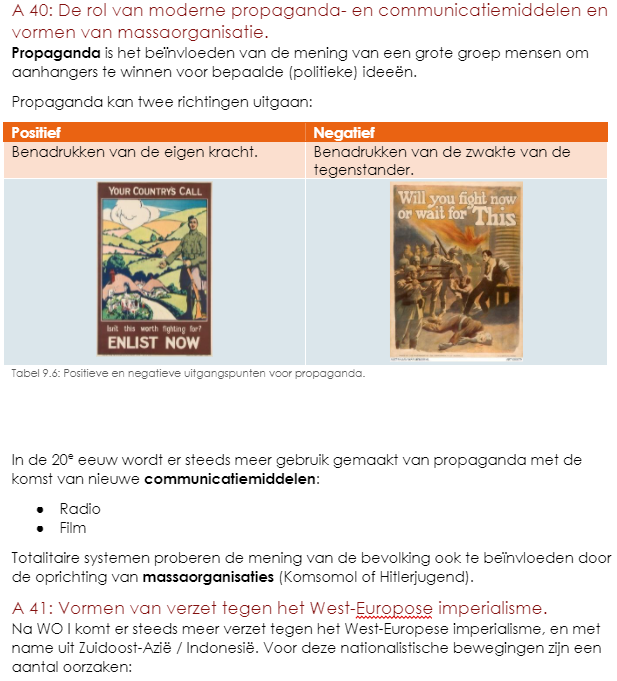 A 40: De rol van moderne propaganda- en communicatiemiddelen en
vormen van massaorganisatie.
Propaganda is het beïnvloeden van de mening van een grote groep mensen om
aanhangers te winnen voor bepaalde (politieke) ideeën.
Propaganda kan twee richtingen uitgaan:
Positief
Negatief
Benadrukken van de eigen kracht.
Benadrukken van de zwakte van de
tegenstander.
YOUR COUNTRY'S CALL
Isn't this worth fighting for?
ENLIST NOW
Will you fight now
or wait for This
Tabel 9.6: Positieve en negatieve uitgangspunten voor propaganda.
In de 20e eeuw wordt er steeds meer gebruik gemaakt van propaganda met de
komst van nieuwe communicatiemiddelen:
• Radio
• Film
Totalitaire systemen proberen de mening van de bevolking ook te beïnvloeden door
de oprichting van massaorganisaties (Komsomol of Hitlerjugend).
A 41: Vormen van verzet tegen het West-Europose imperialisme.
Na WO I komt er steeds meer verzet tegen het West-Europese imperialisme, en met
name uit Zuidoost-Azië / Indonesië. Voor deze nationalistische bewegingen zijn een
aantal oorzaken: